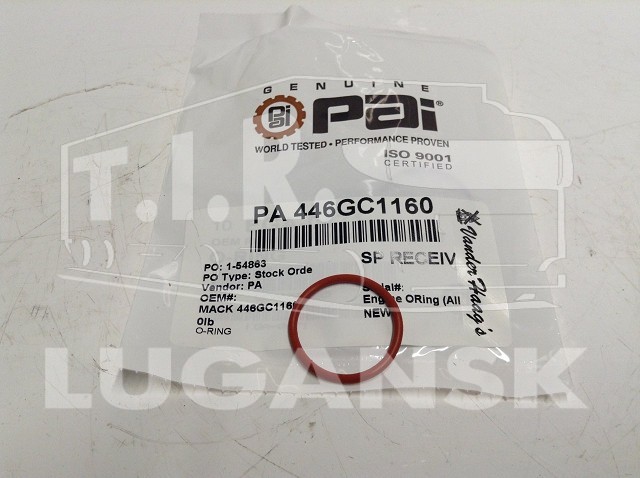 GENUINE
Pai
Pai
WORLD TESTED • PERFORMANCE PROVEN
ISO 9001
CERTIFIED
T.I.R.
PA 446GC1160
SP RECEIV
Vander Haag's
PO: 1-54863
PO Type: Stock Orde
Vendor: PA
OEM#:
MACK 446GC116
0lb
O-RING
Serial#:
Engine ORing (All
NEW
LUGANSK